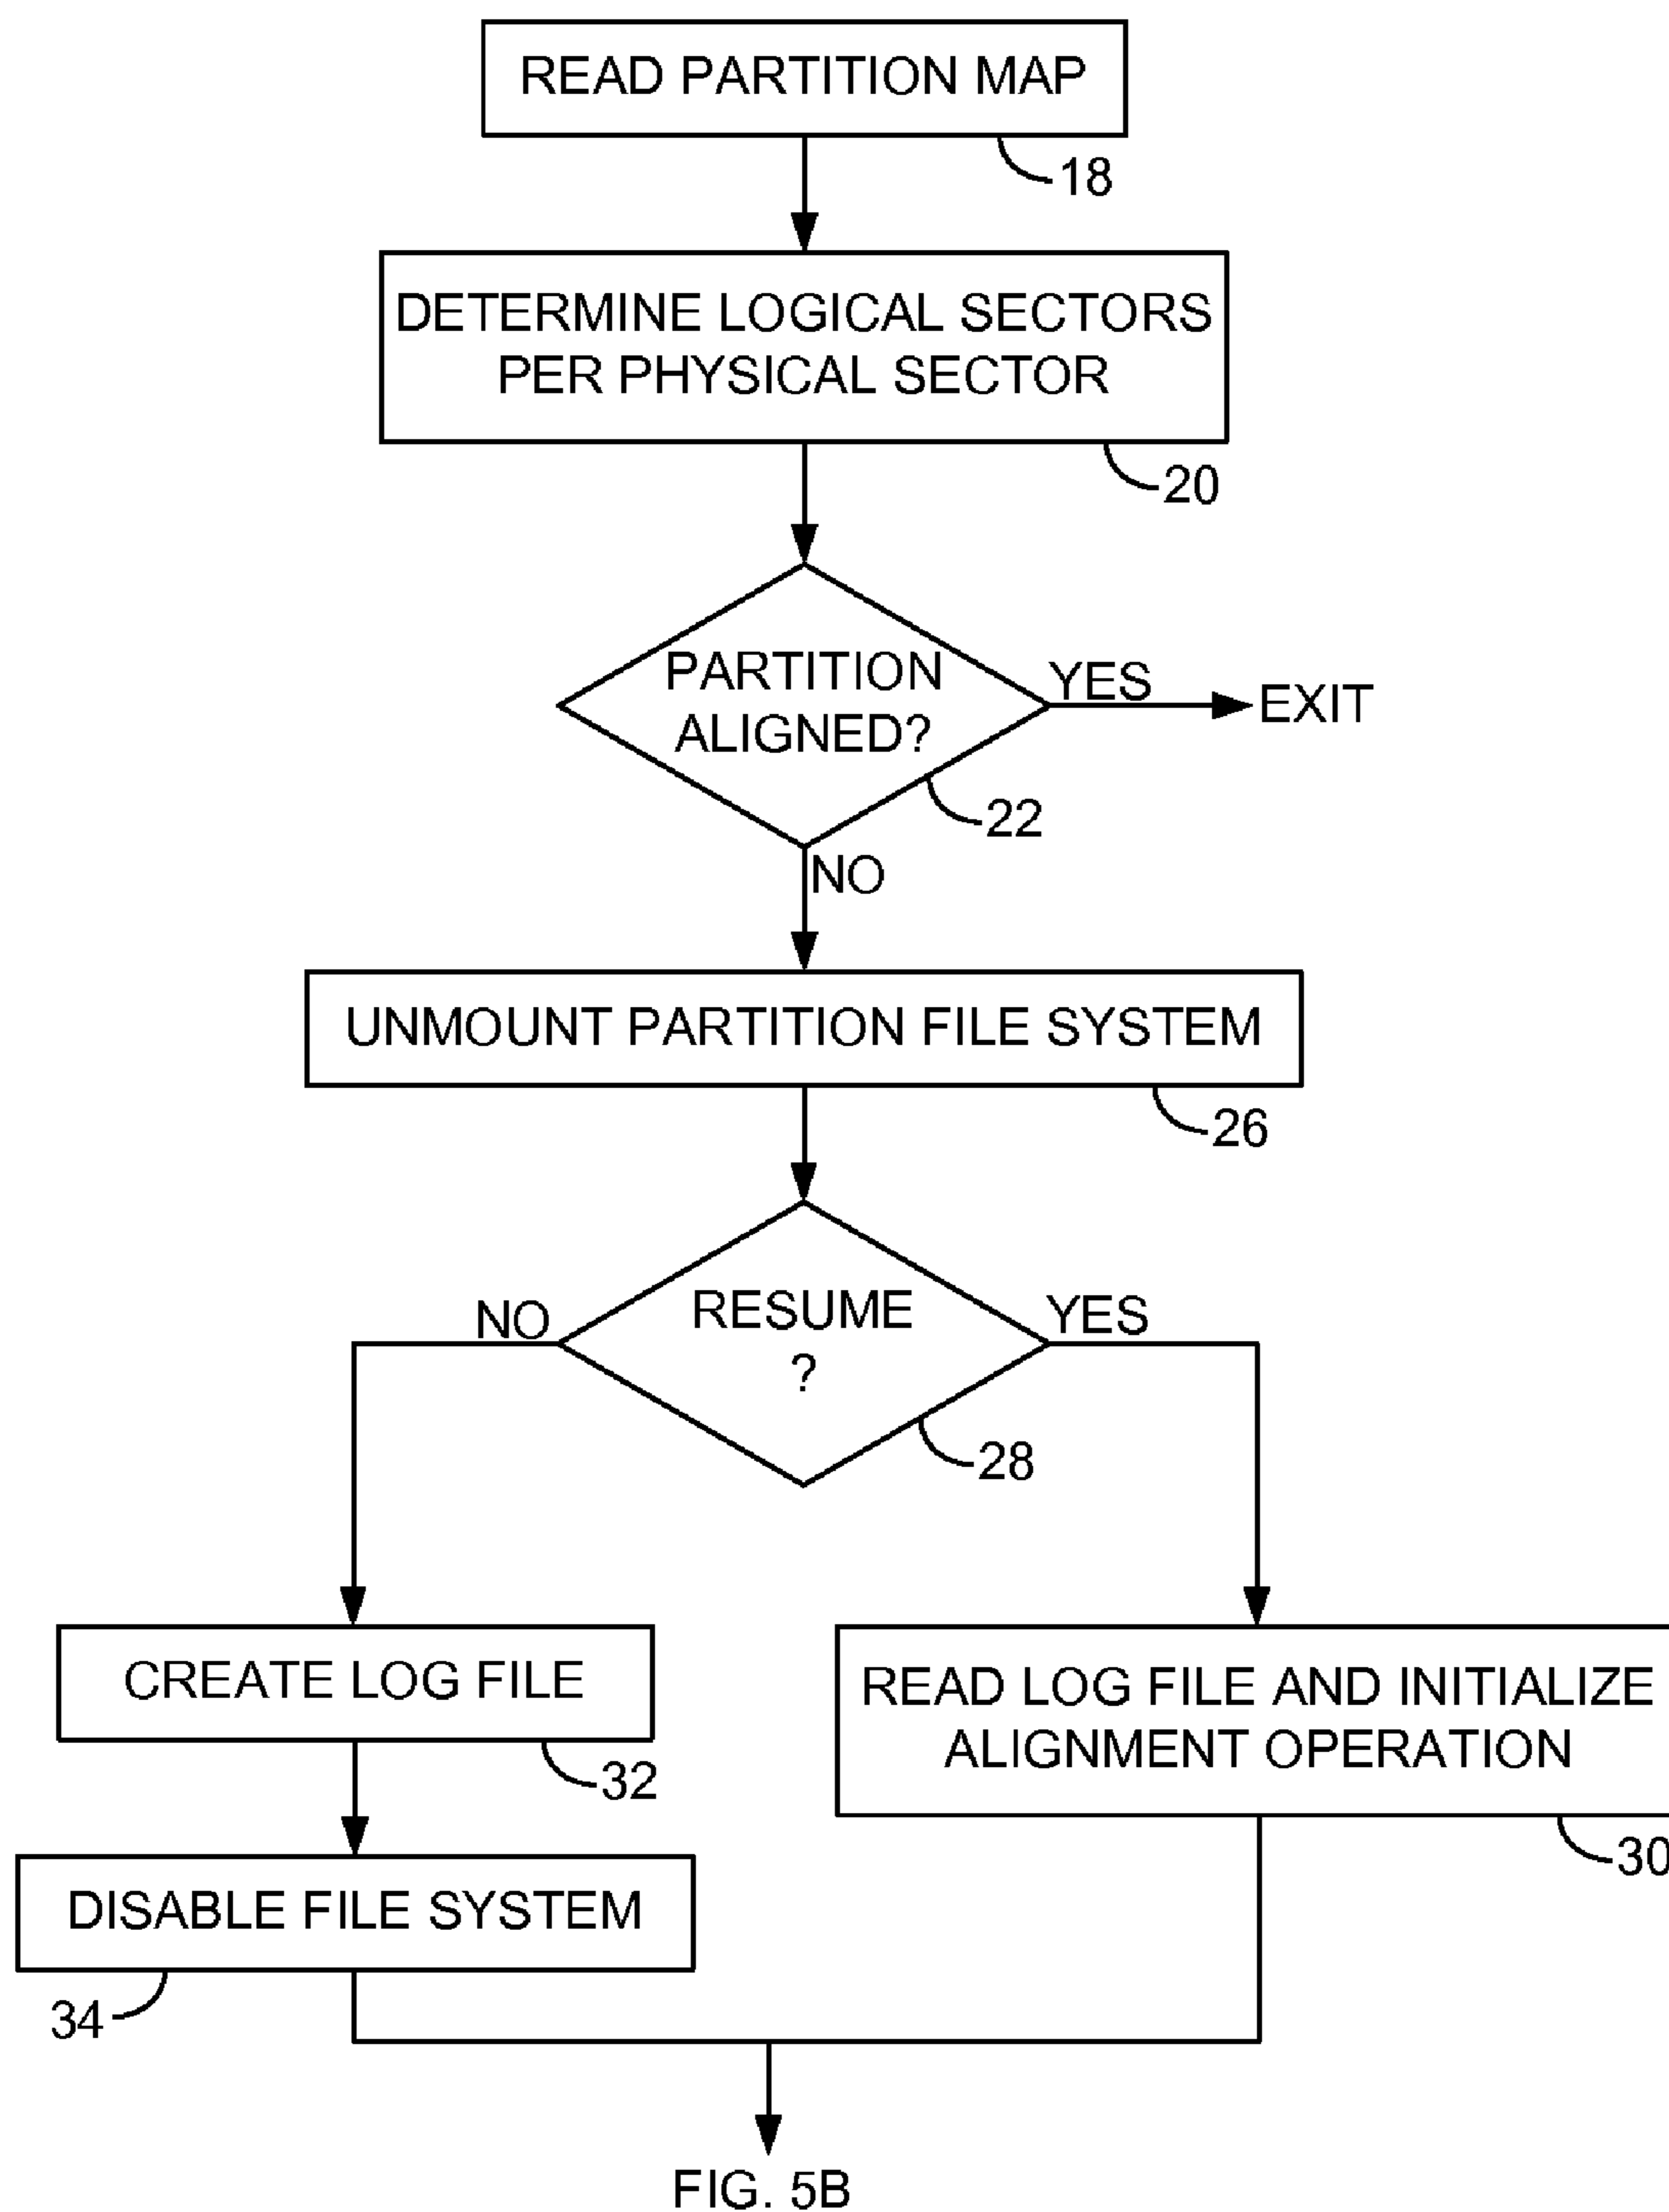 READ PARTITION MAP
18
DETERMINE LOGICAL SECTORS
PER PHYSICAL SECTOR
20
PARTITION
ALIGNED?
YES
EXIT
22
NO
UNMOUNT PARTITION FILE SYSTEM
26
RESUME
?
NO
YES
28
CREATE LOG FILE
32
READ LOG FILE AND INITIALIZE
ALIGNMENT OPERATION
30
DISABLE FILE SYSTEM
34
FIG. 5B